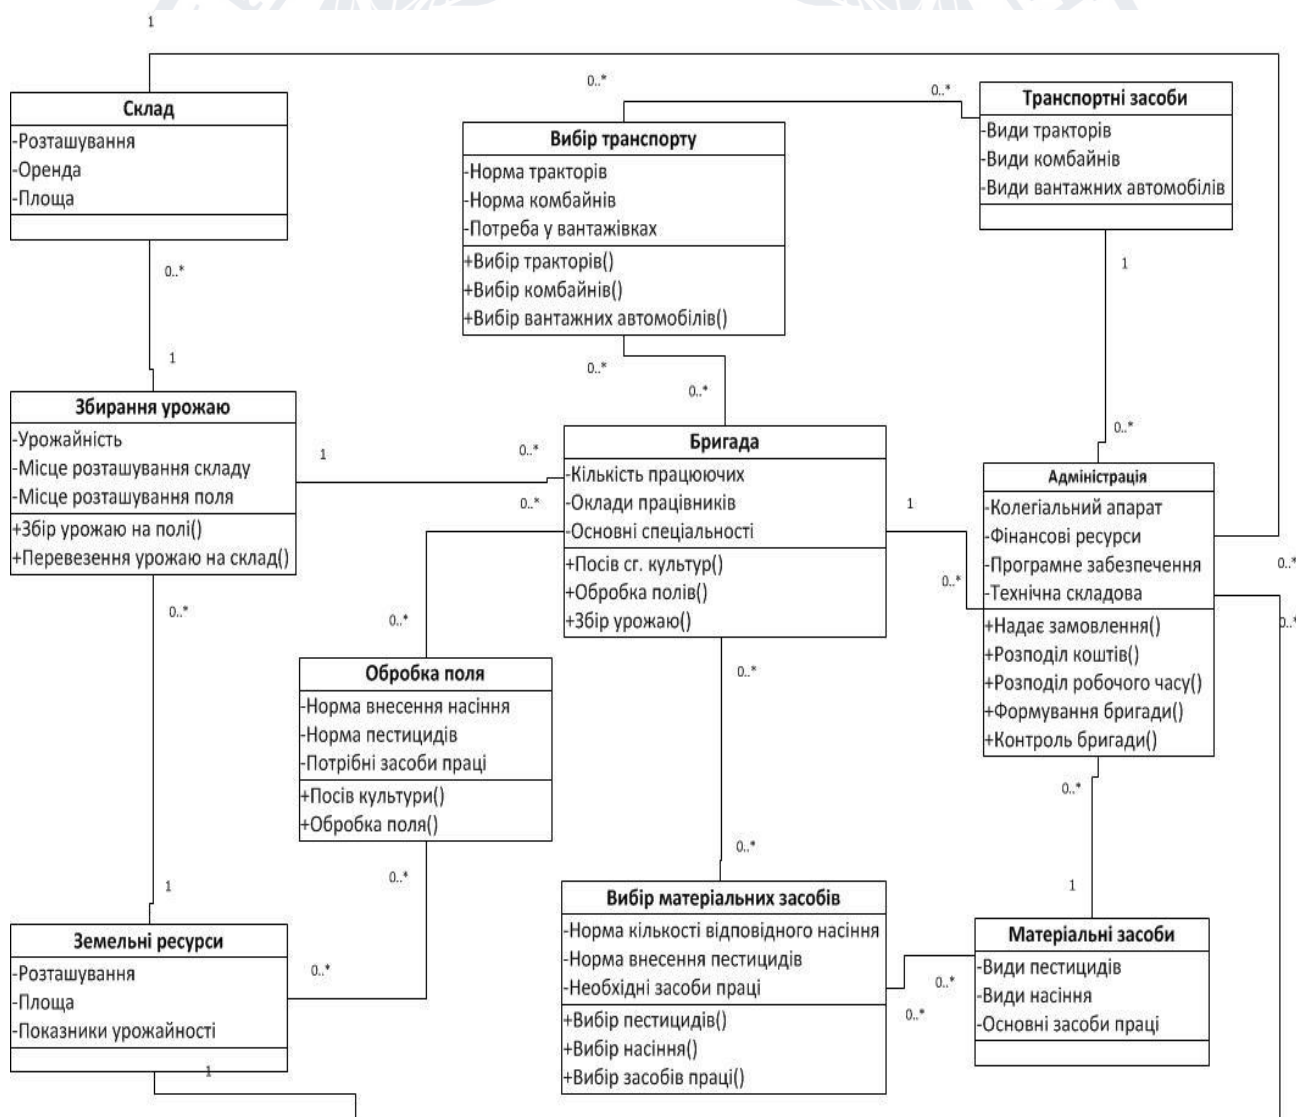 1
0..*
0..*
Склад
-Розташування
-Оренда
-Площа
Вибір транспорту
-Норма тракторів
-Норма комбайнів
-Потреба у вантажівках
+Вибір тракторів()
+Вибір комбайнів()
+Вибір вантажних автомобілів()
Транспортні засоби
-Види тракторів
-Види комбайнів
-Види вантажних автомобілів
0..*
1
1
0..*
0..*
0..*
Збирання урожаю
-Урожайність
-Місце розташування складу
-Місце розташування поля
+Збір урожаю на полі()
+Перевезення урожаю на склад()
1
0..*
0..*
Бригада
-Кількість працюючих
-Оклади працівників
-Основні спеціальності
+Посів сг. культур()
+Обробка полів()
+Збір урожаю()
1
0..*
Адміністрація
-Колегіальний апарат
-Фінансові ресурси
-Програмне забезпечення
-Технічна складова
+Надає замовлення()
+Розподіл коштів()
+Розподіл робочого часу()
+Формування бригади()
+Контроль бригади()
0..*
0..*
0..*
0..*
Обробка поля
-Норма внесення насіння
-Норма пестицидів
-Потрібні засоби праці
+Посів культури()
+Обробка поля()
0..*
0..*
0..*
0..*
1
1
Земельні ресурси
-Розташування
-Площа
-Показники урожайності
0..*
1
Вибір матеріальних засобів
-Норма кількості відповідного насіння
-Норма внесення пестицидів
-Необхідні засоби праці
+Вибір пестицидів()
+Вибір насіння()
+Вибір засобів праці()
0..*
0..*
Матеріальні засоби
-Види пестицидів
-Види насіння
-Основні засоби праці